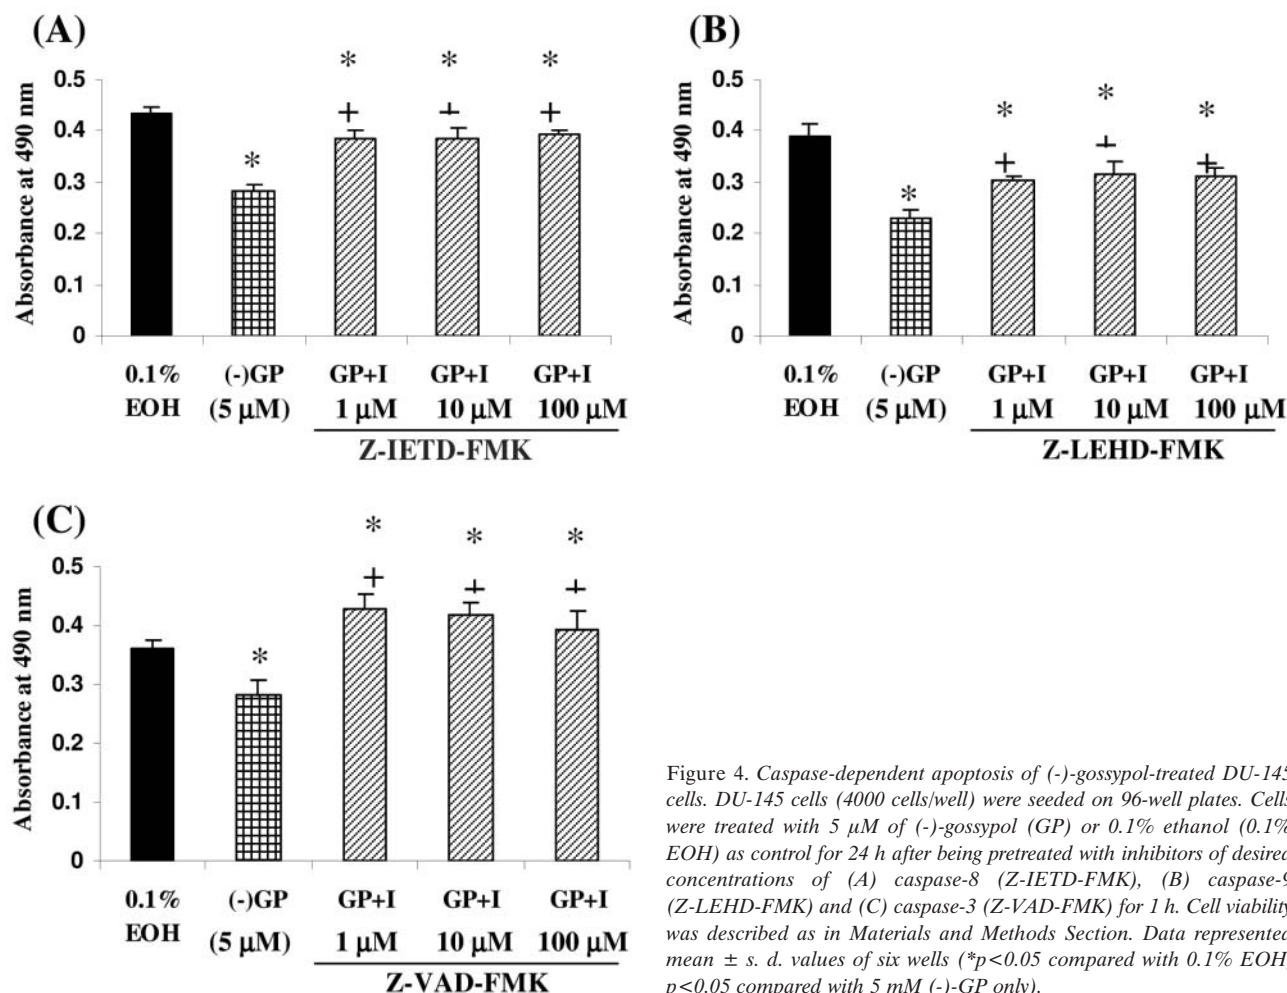 (A)
Absorbance at 490 nm
0.5
0.4
0.3
0.2
0.1
0
*
*
*
*
+
+
+
0.1% (-)GP GP+I GP+I GP+I
EOH (5 µM) 1 µM 10 µM 100 µM
Z-IETD-FMK
(B)
Absorbance at 490 nm
0.5
0.4
0.3
0.2
0.1
0
*
*
*
*
+
+
+
0.1% (-)GP GP+I GP+I GP+I
EOH (5 µM) 1 µM 10 µM 100 µM
Z-LEHD-FMK
(C)
Absorbance at 490 nm
0.5
0.4
0.3
0.2
0.1
0
*
*
*
*
+
+
+
0.1% (-)GP GP+I GP+I GP+I
EOH (5 µM) 1 µM 10 µM 100 µM
Z-VAD-FMK
Figure 4. Caspase-dependent apoptosis of (-)-gossypol-treated DU-145
cells. DU-145 cells (4000 cells/well) were seeded on 96-well plates. Cells
were treated with 5 µM of (-)-gossypol (GP) or 0.1% ethanol (0.1%
EOH) as control for 24 h after being pretreated with inhibitors of desired
concentrations of (A) caspase-8 (Z-IETD-FMK), (B) caspase-9
(Z-LEHD-FMK) and (C) caspase-3 (Z-VAD-FMK) for 1 h. Cell viability
was described as in Materials and Methods Section. Data represented
mean ± s. d. values of six wells (*p<0.05 compared with 0.1% EOH,
p<0.05 compared with 5 mM (-)-GP only).